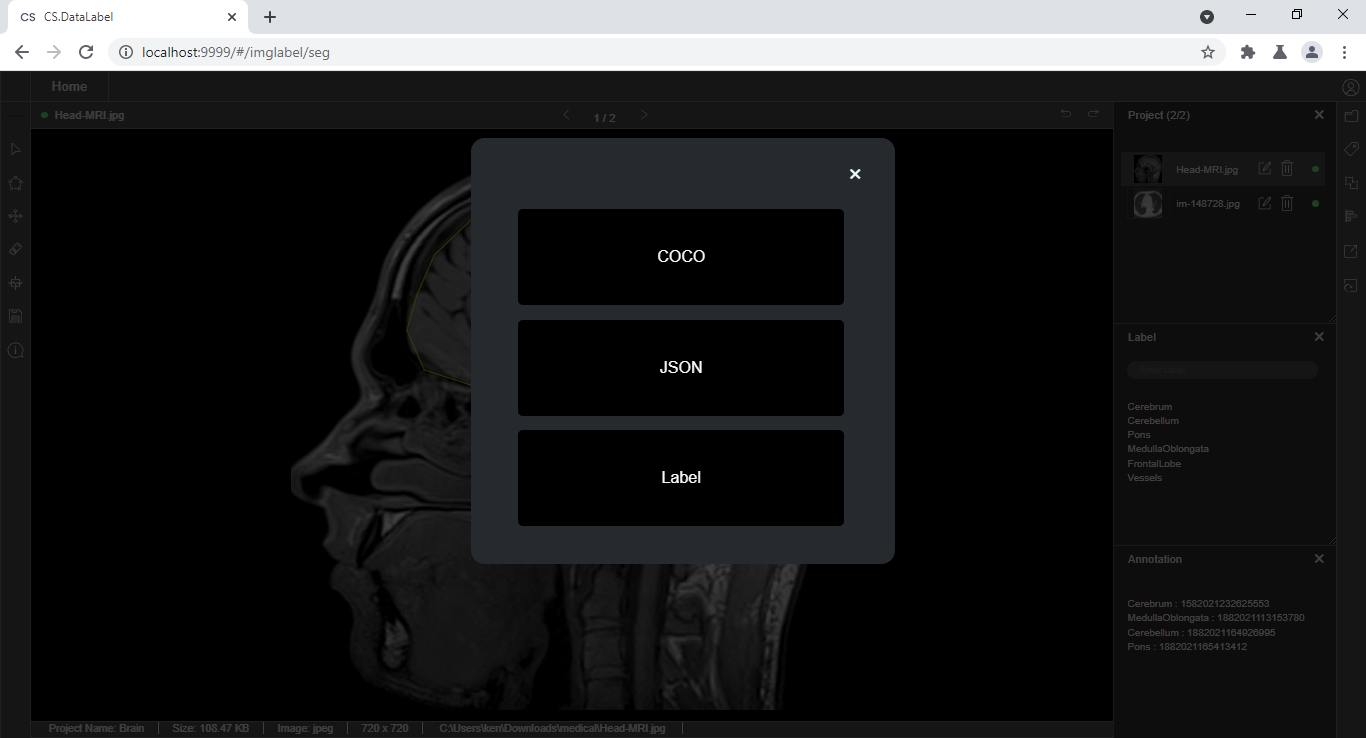 CS CS.DataLabel
localhost:9999/#/imglabel/seg
Home
Head-MRI.jpg
1 / 2
Project (2/2)
Head-MRI.jpg
im-148728.jpg
COCO
JSON
Label
Label
Enter Label
Cerebrum
Cerebellum
Pons
MedullaOblongata
FrontalLobe
Vessels
Annotation
Cerebrum : 1582021232625553
MedullaOblongata : 1882021113153780
Cerebellum : 1882021164926995
Pons : 1882021165413412
Project Name: Brain
Size: 108.47 KB
Image: jpeg
720 x 720
C:\Users\ken\Downloads\medical\Head-MRI.jpg